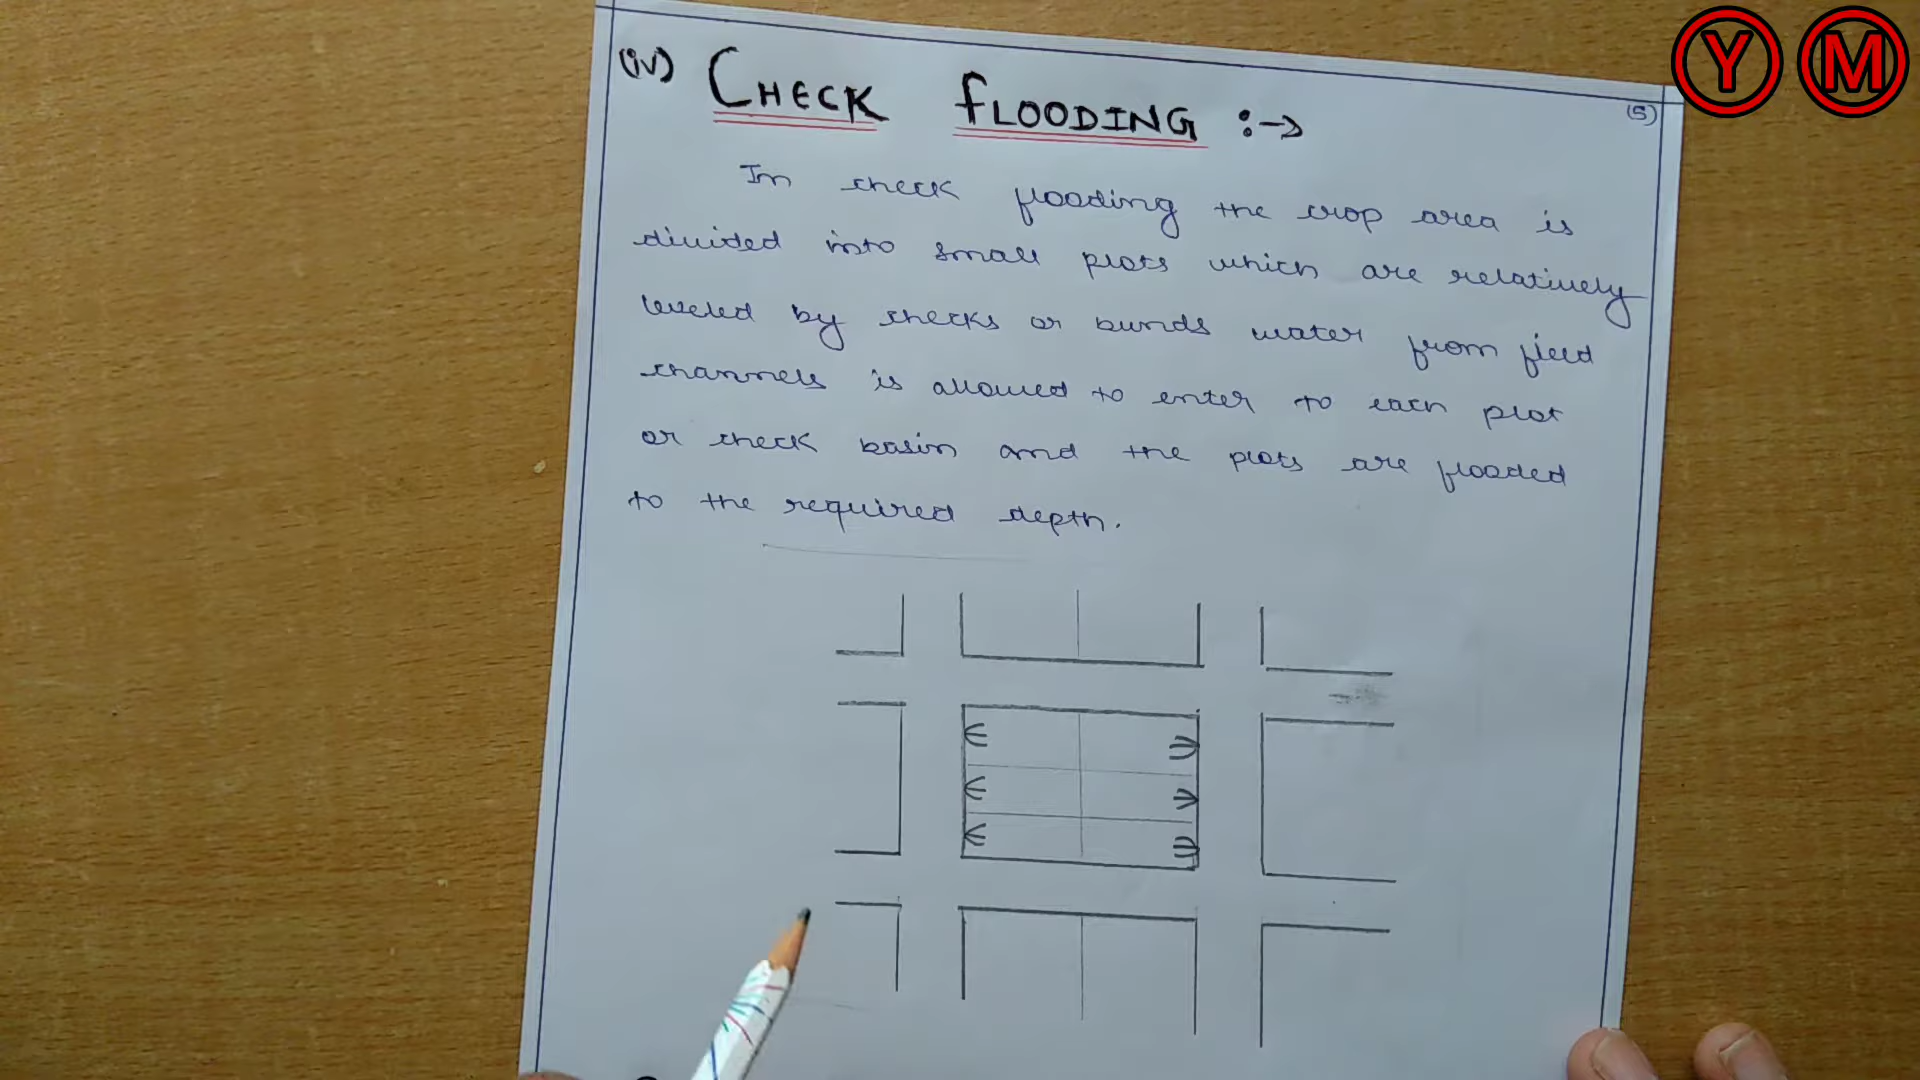 (iv) CHECK FLOODING :->
(5)
In check flooding the crop area is
divided into small plots which are relatively
leveled by checks or bunds water from field
channels is allowed to enter to each plot
or check basin and the plots are flooded
to the required depth.
Y M